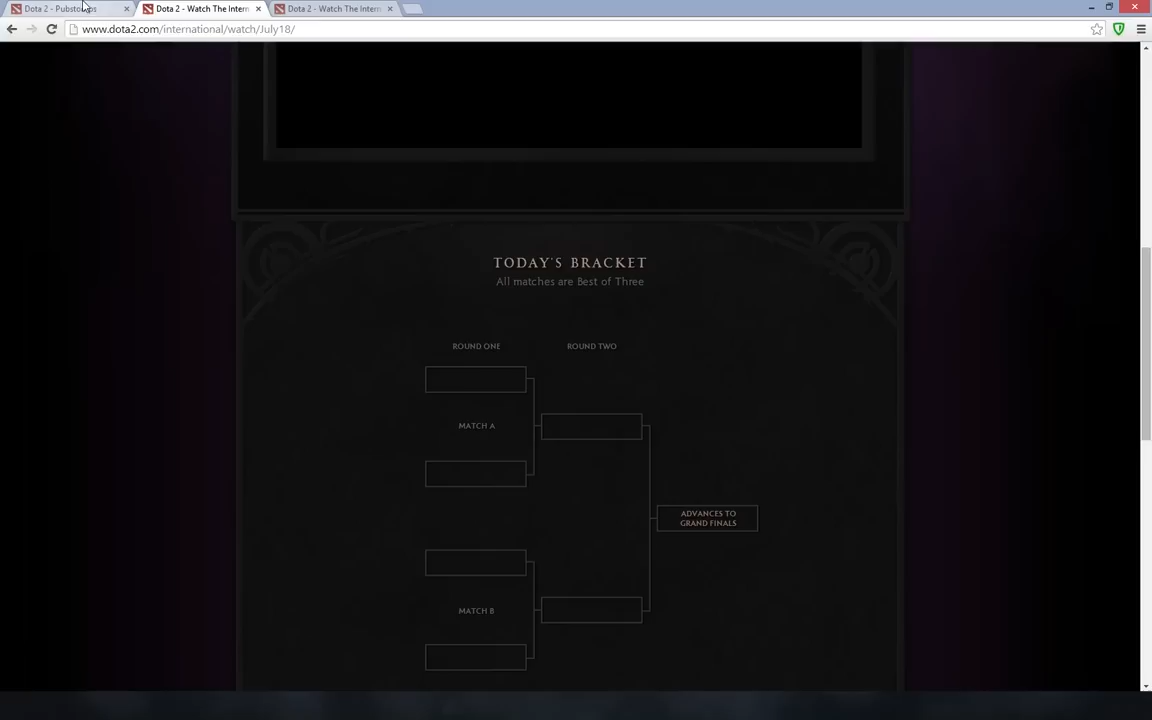 Dota 2 - Pubstomps
Dota 2 - Watch The Intern
Dota 2 - Watch The Intern
www.dota2.com/international/watch/July18/
TODAY'S BRACKET
All matches are Best of Three
ROUND ONE
ROUND TWO
MATCH A
ADVANCES TO
GRAND FINALS
MATCH B